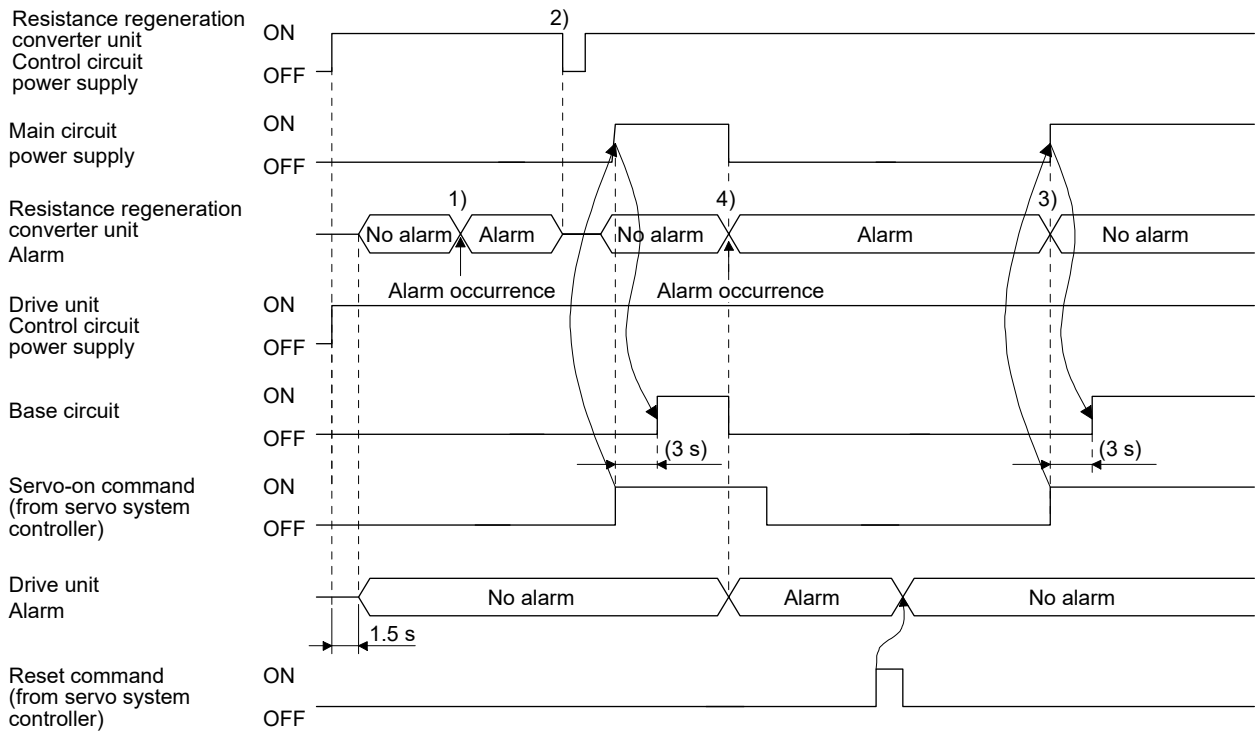 Resistance regeneration
converter unit
Control circuit
power supply
ON
OFF
2)
Main circuit
power supply
ON
OFF
Resistance regeneration
converter unit
Alarm
1)
4)
3)
No alarm
Alarm
No alarm
Alarm
No alarm
Alarm occurrence
Alarm occurrence
Drive unit
Control circuit
power supply
ON
OFF
Base circuit
ON
OFF
(3 s)
(3 s)
Servo-on command
(from servo system
controller)
ON
OFF
Drive unit
Alarm
No alarm
Alarm
No alarm
1.5 s
Reset command
(from servo system
controller)
ON
OFF